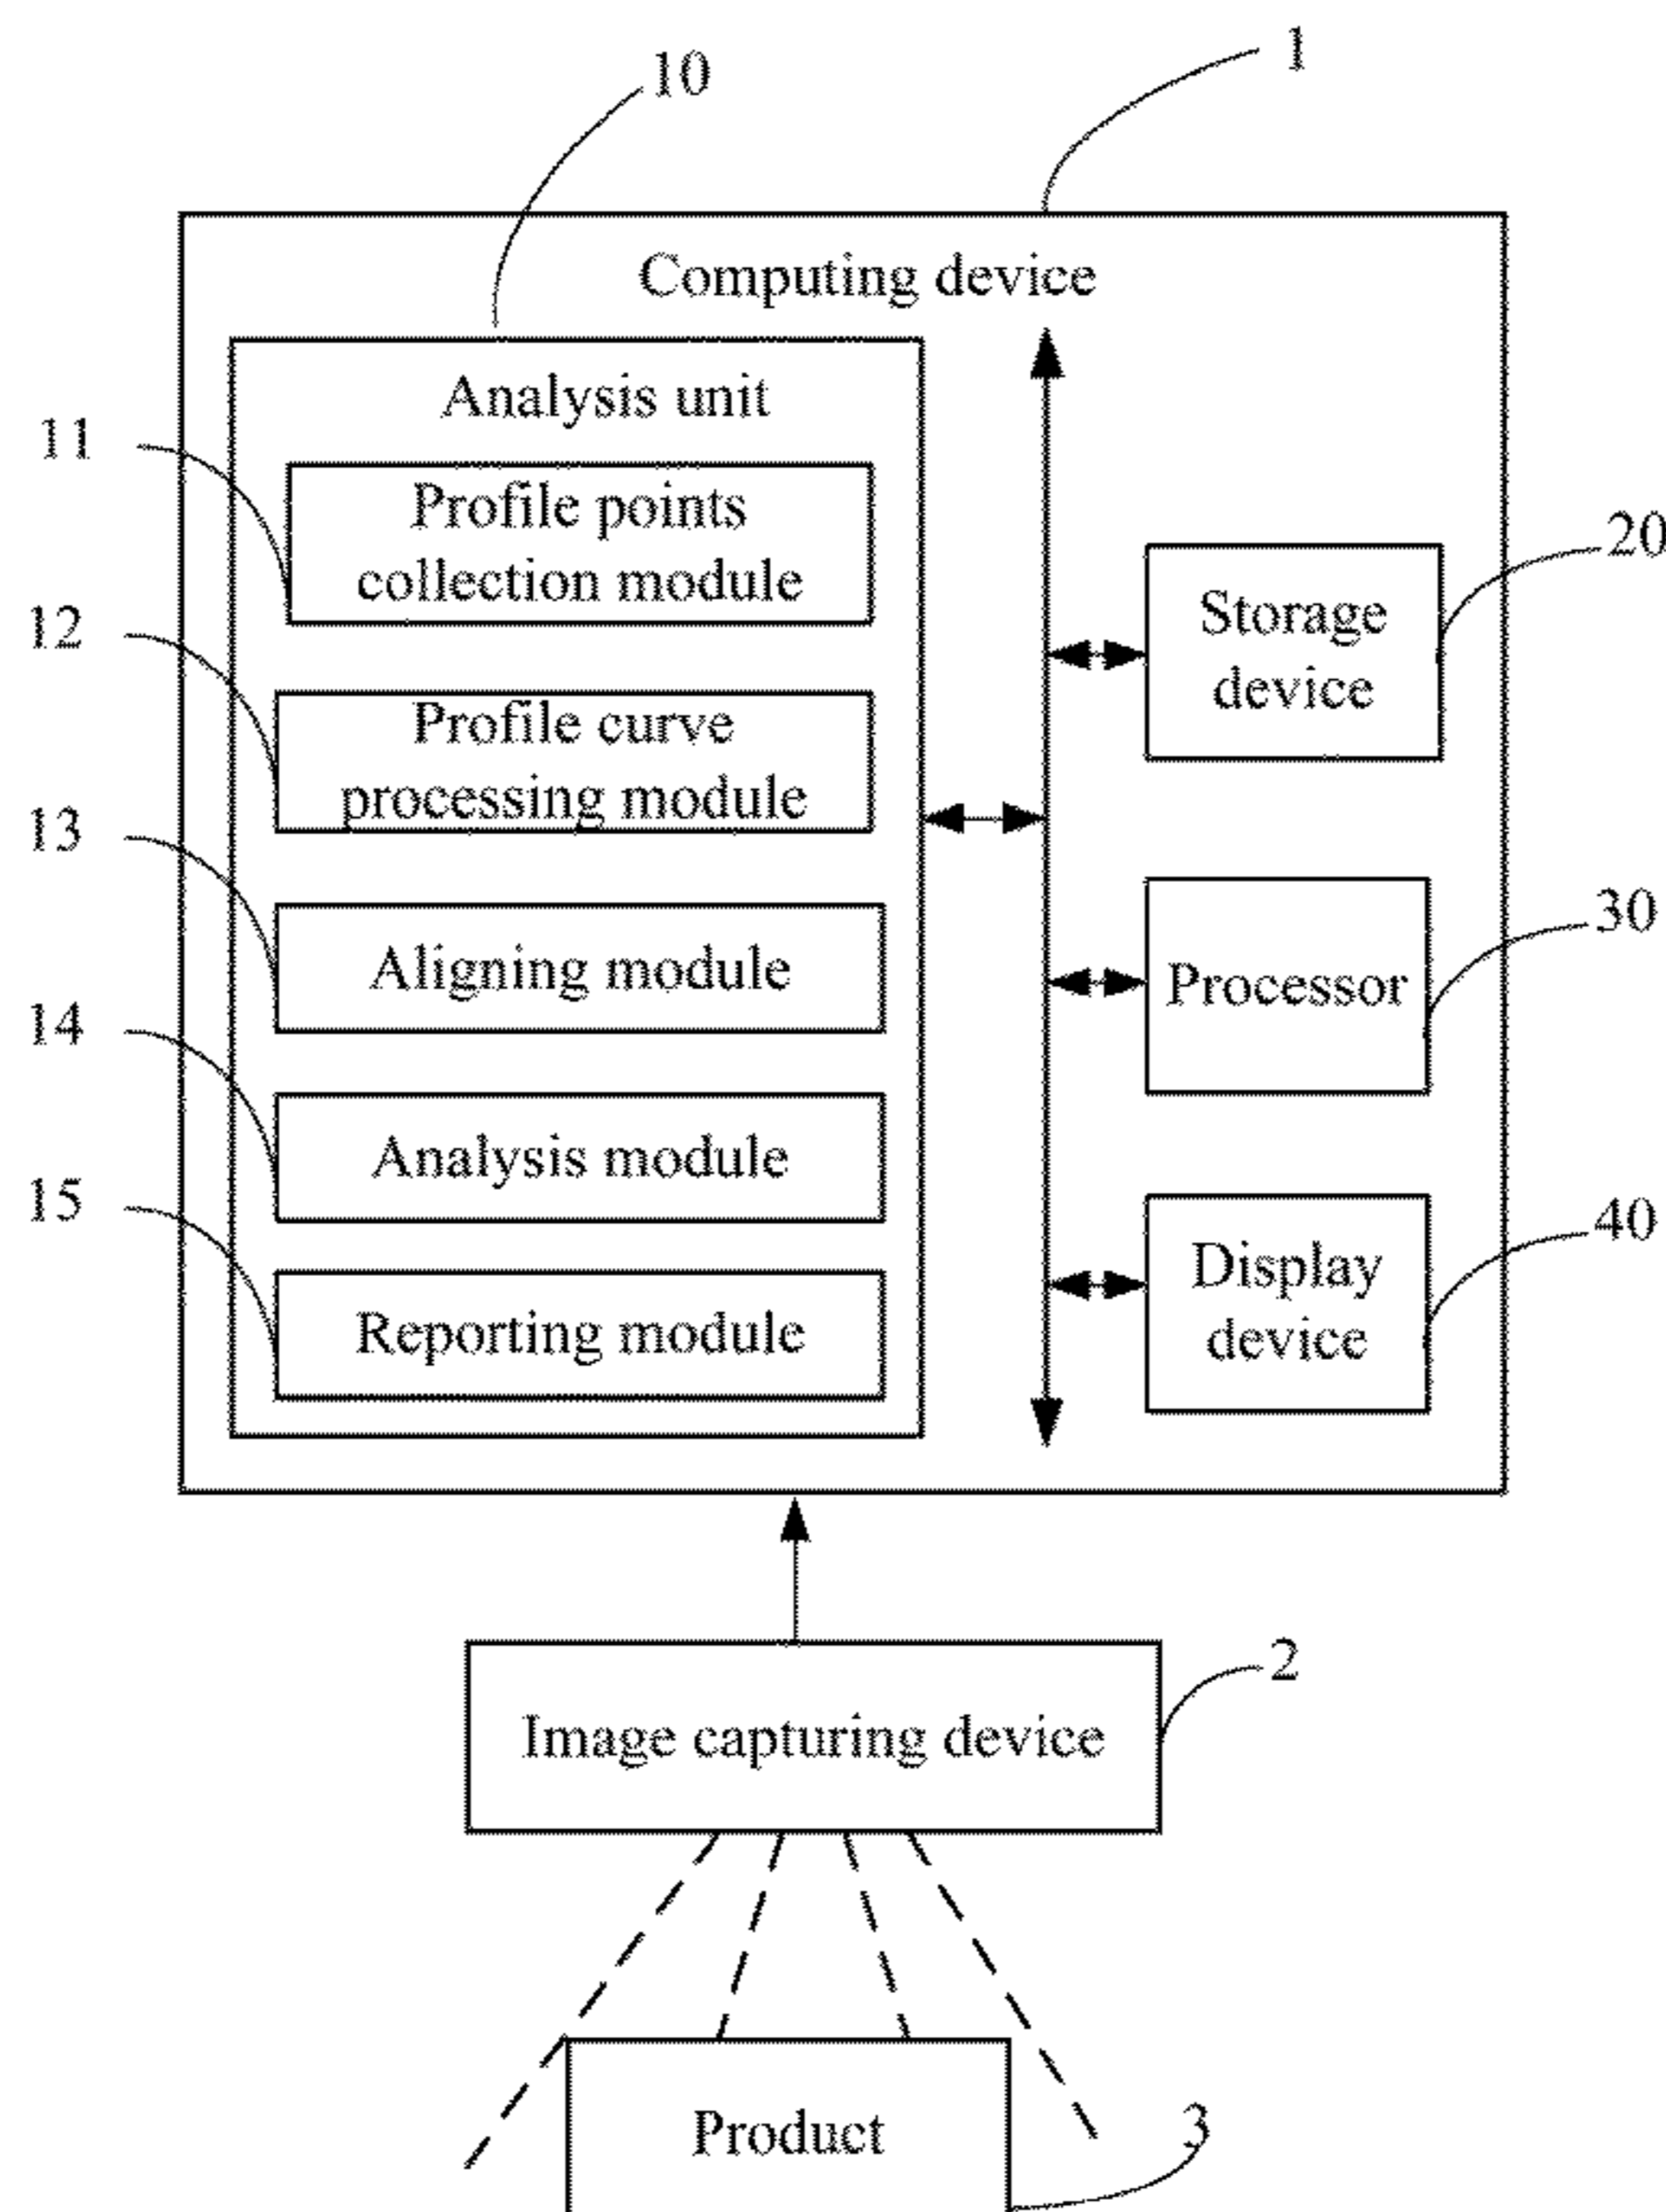 1
10
Computing device
Analysis unit
11
Profile points
collection module
12
Profile curve
processing module
13
Aligning module
14
Analysis module
15
Reporting module
Storage
device
20
Processor
30
Display
device
40
Image capturing device
2
Product
3